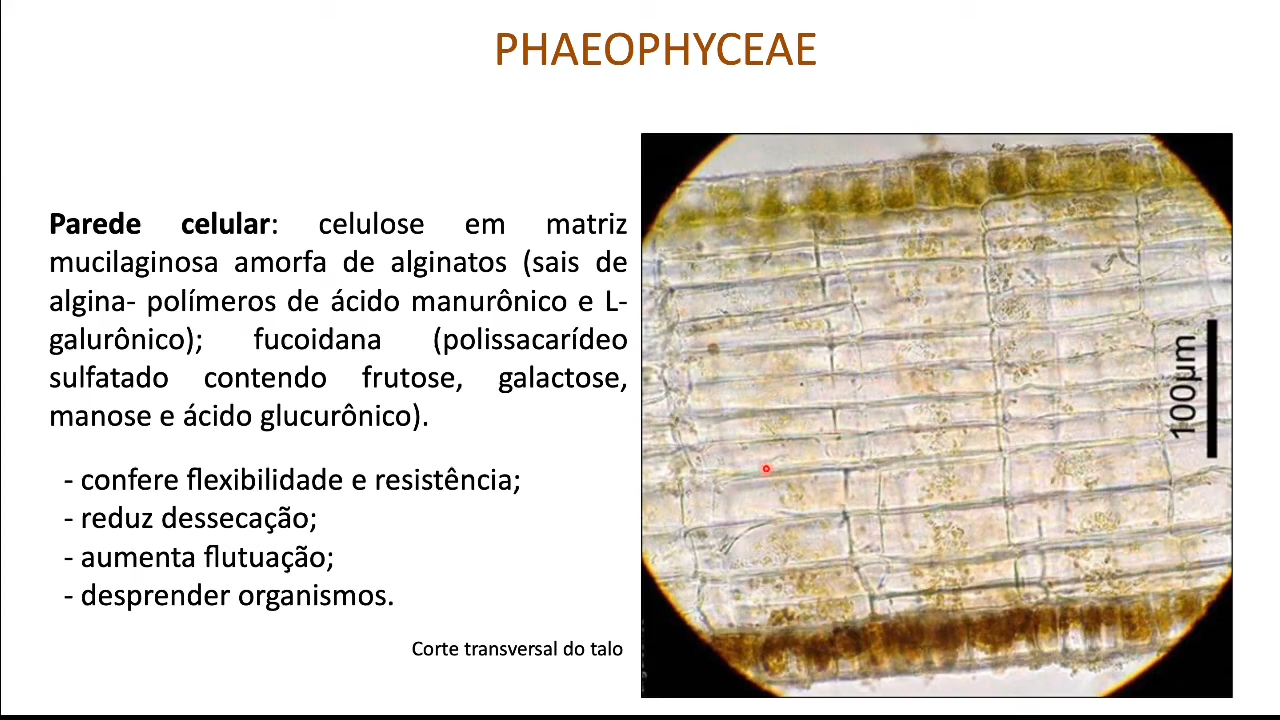 PHAEOPHYCEAE
Parede celular: celulose em matriz
mucilaginosa amorfa de alginatos (sais de
algina- polímeros de ácido manurônico e L-
galurônico); fucoidana (polissacarídeo
sulfatado contendo frutose, galactose,
manose e ácido glucurônico).
- confere flexibilidade e resistência;
- reduz dessecação;
- aumenta flutuação;
- desprender organismos.
Corte transversal do talo
100µm